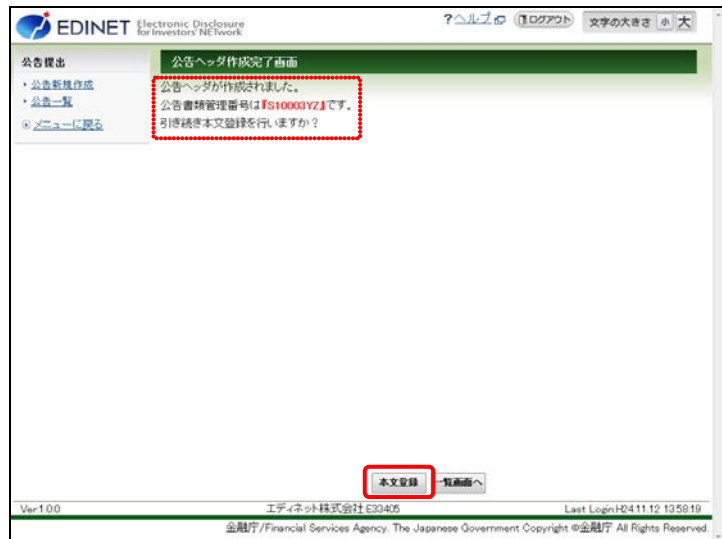 EDINET Electronic Disclosure for Investors' NETwork
?ヘルプ ログアウト 文字の大きさ 小 大
公告提出
・公告新規作成
・公告一覧
メニューに戻る
公告ヘッダ作成完了画面
公告ヘッダが作成されました。
公告書類管理番号は『S10003YZ』です。
引き続き本文登録を行いますか？
本文登録 一覧画面へ
Ver.1.0.0 エディネット株式会社 E33405 Last Login:H24.11.12 13:58:19
金融庁/Financial Services Agency. The Japanese Government Copyright ©金融庁 All Rights Reserved.